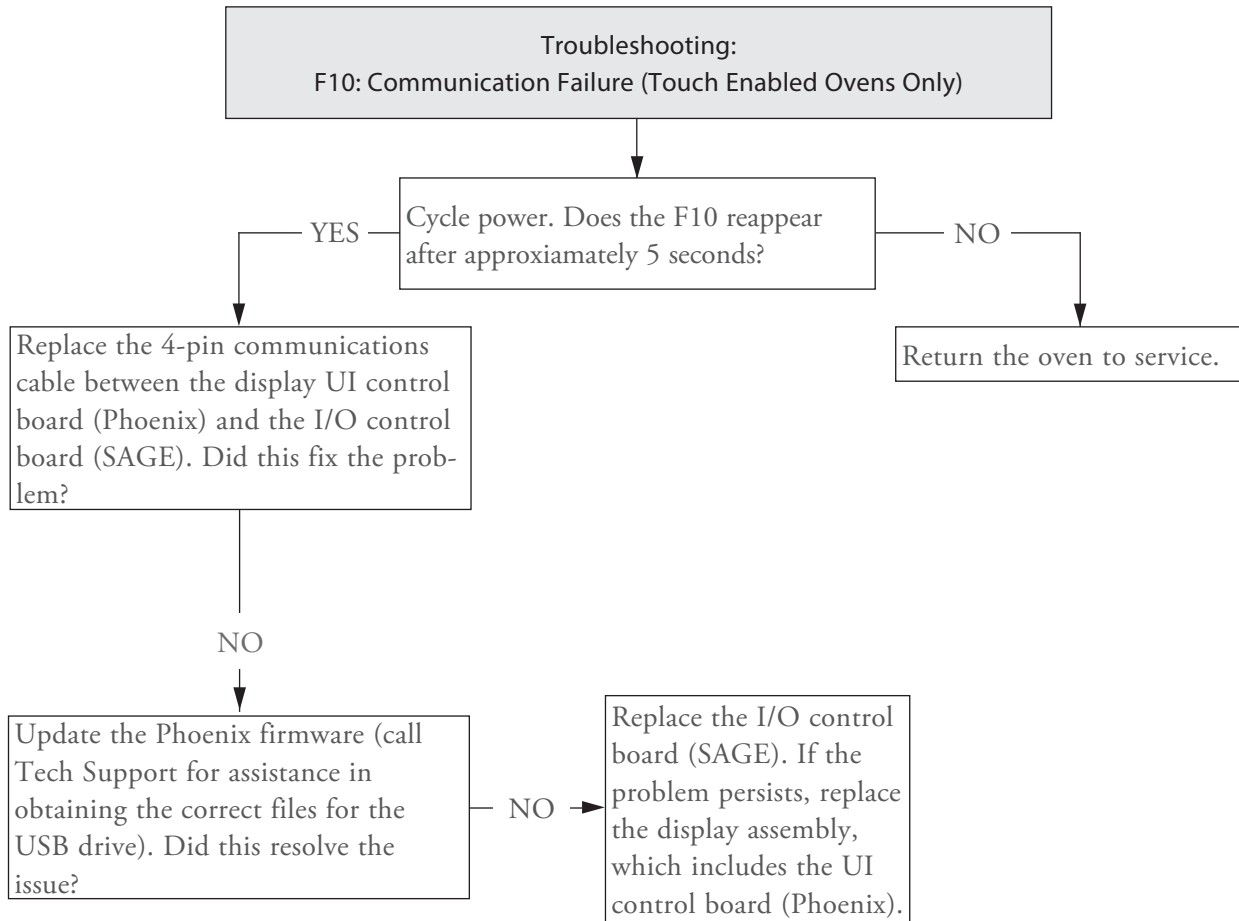 Troubleshooting:
F10: Communication Failure (Touch Enabled Ovens Only)
Cycle power. Does the F10 reappear
after approxiamately 5 seconds?
YES
NO
Replace the 4-pin communications
cable between the display UI control
board (Phoenix) and the I/O control
board (SAGE). Did this fix the prob-
lem?
Return the oven to service.
NO
Update the Phoenix firmware (call
Tech Support for assistance in
obtaining the correct files for the
USB drive). Did this resolve the
issue?
NO
Replace the I/O control
board (SAGE). If the
problem persists, replace
the display assembly,
which includes the UI
control board (Phoenix).